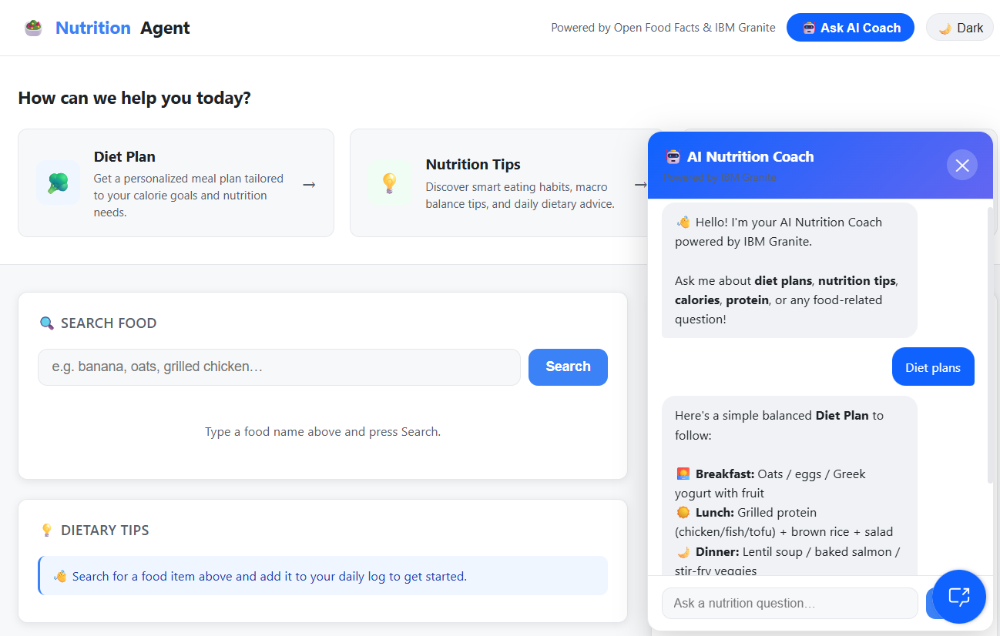 Nutrition Agent
Powered by Open Food Facts & IBM Granite
Ask AI Coach
Dark
How can we help you today?
Diet Plan
Get a personalized meal plan tailored
to your calorie goals and nutrition
needs.
→
Nutrition Tips
Discover smart eating habits, macro
balance tips, and daily dietary advice.
→
SEARCH FOOD
e.g. banana, oats, grilled chicken…
Search
Type a food name above and press Search.
DIETARY TIPS
Search for a food item above and add it to your daily log to get started.
AI Nutrition Coach
Powered by IBM Granite
Hello! I'm your AI Nutrition Coach
powered by IBM Granite.
Ask me about diet plans, nutrition tips,
calories, protein, or any food-related
question!
Diet plans
Here's a simple balanced Diet Plan to
follow:
Breakfast: Oats / eggs / Greek
yogurt with fruit
Lunch: Grilled protein
(chicken/fish/tofu) + brown rice + salad
Dinner: Lentil soup / baked salmon /
stir-fry veggies
Ask a nutrition question…